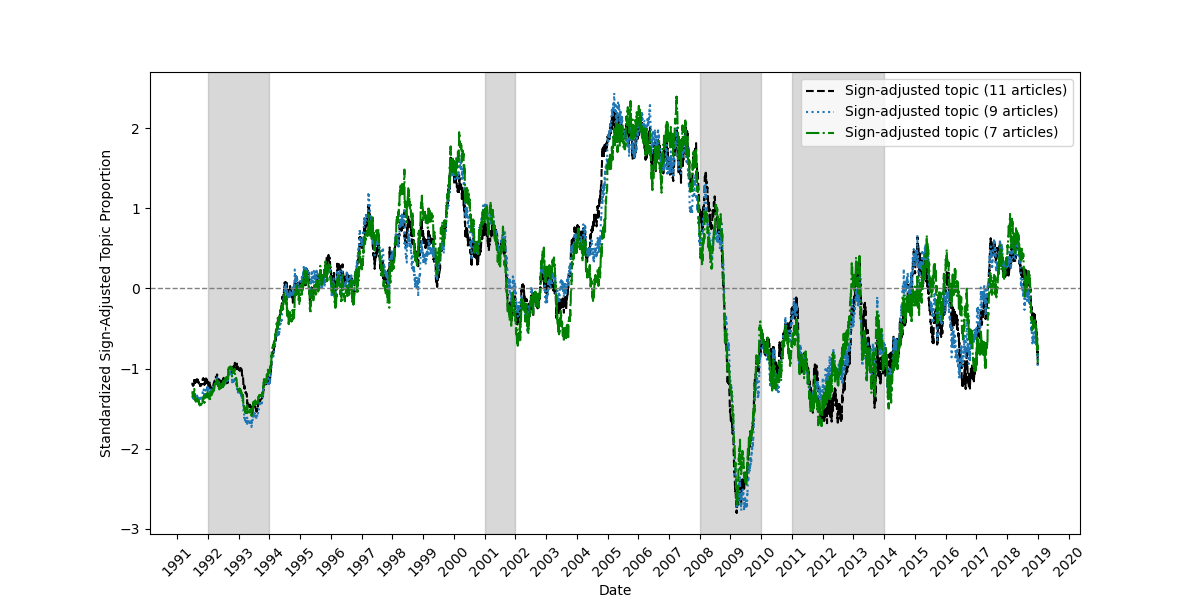 Sign-adjusted topic (11 articles)
Sign-adjusted topic (9 articles)
Sign-adjusted topic (7 articles)
Standardized Sign-Adjusted Topic Proportion
2
1
0
−1
−2
−3
1991 1992 1993 1994 1995 1996 1997 1998 1999 2000 2001 2002 2003 2004 2005 2006 2007 2008 2009 2010 2011 2012 2013 2014 2015 2016 2017 2018 2019 2020
Date